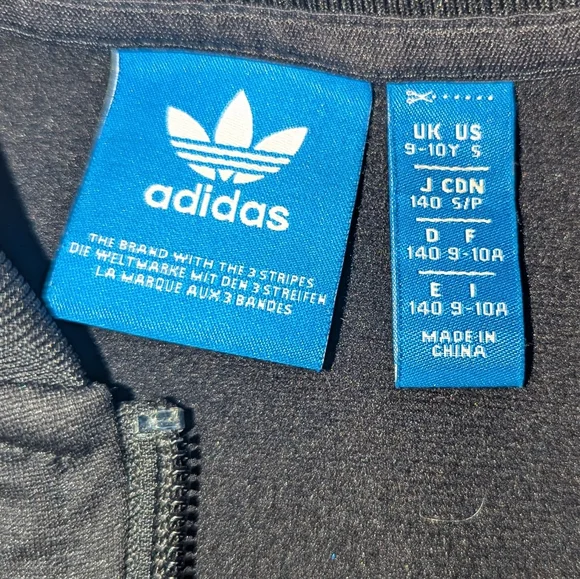 adidas
THE BRAND WITH THE 3 STRIPES
DIE WELTMARKE MIT DEN 3 STREIFEN
LA MARQUE AUX 3 BANDES
UK US
9-10Y S
J CDN
140 S/P
D F
140 9-10A
E I
140 9-10A
MADE IN
CHINA